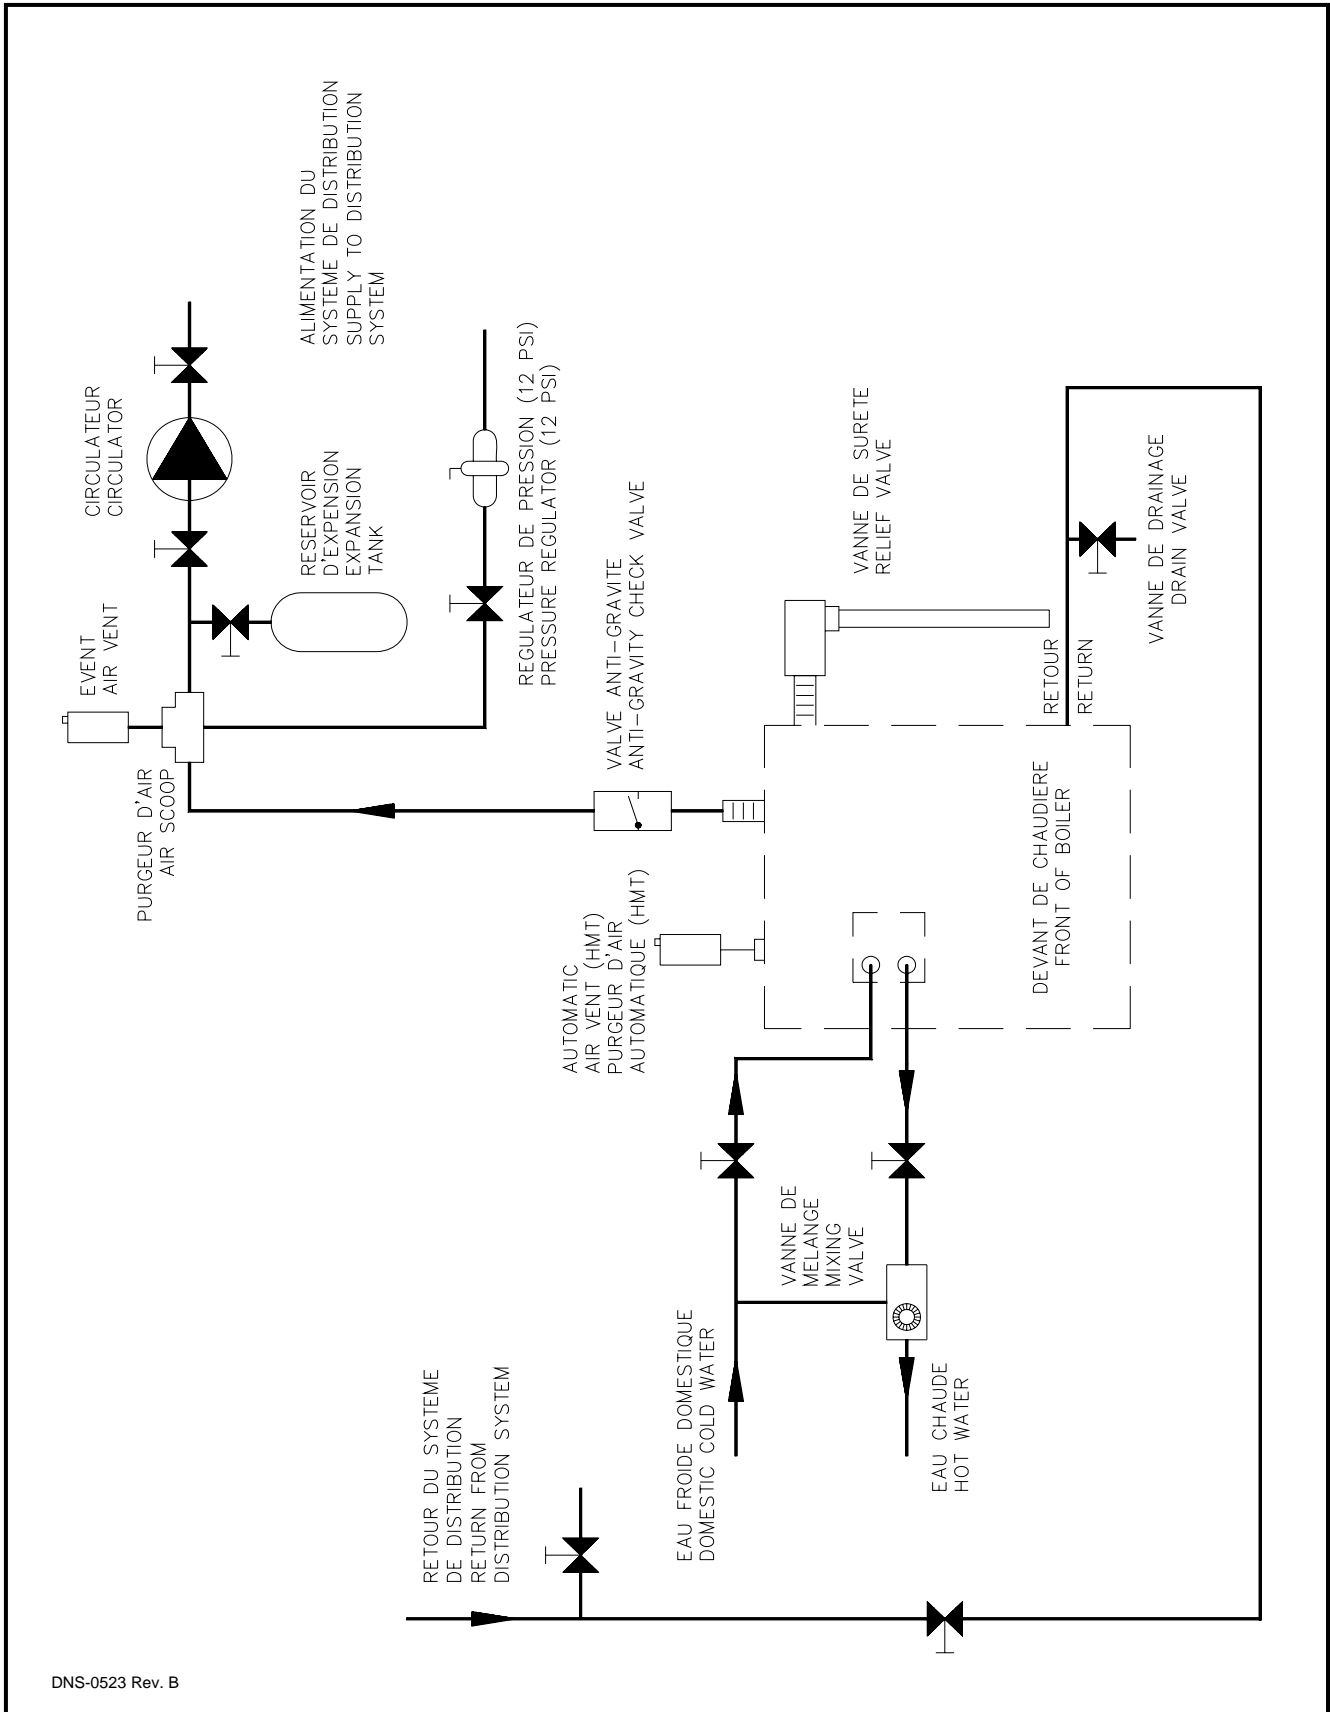 EVENT
AIR VENT
PURGEUR D'AIR
AIR SCOOP
CIRCULATEUR
CIRCULATOR
ALIMENTATION DU
SYSTEME DE DISTRIBUTION
SUPPLY TO DISTRIBUTION
SYSTEM
RESERVOIR
D'EXPENSION
EXPANSION
TANK
REGULATEUR DE PRESSION (12 PSI)
PRESSURE REGULATOR (12 PSI)
VALVE ANTI-GRAVITE
ANTI-GRAVITY CHECK VALVE
AUTOMATIC
AIR VENT (HMT)
PURGEUR D'AIR
AUTOMATIQUE (HMT)
VANNE DE SURETE
RELIEF VALVE
RETOUR
RETURN
VANNE DE DRAINAGE
DRAIN VALVE
DEVANT DE CHAUDIERE
FRONT OF BOILER
VANNE DE
MELANGE
MIXING
VALVE
RETOUR DU SYSTEME
DE DISTRIBUTION
RETURN FROM
DISTRIBUTION SYSTEM
EAU FROIDE DOMESTIQUE
DOMESTIC COLD WATER
EAU CHAUDE
HOT WATER
DNS-0523 Rev. B